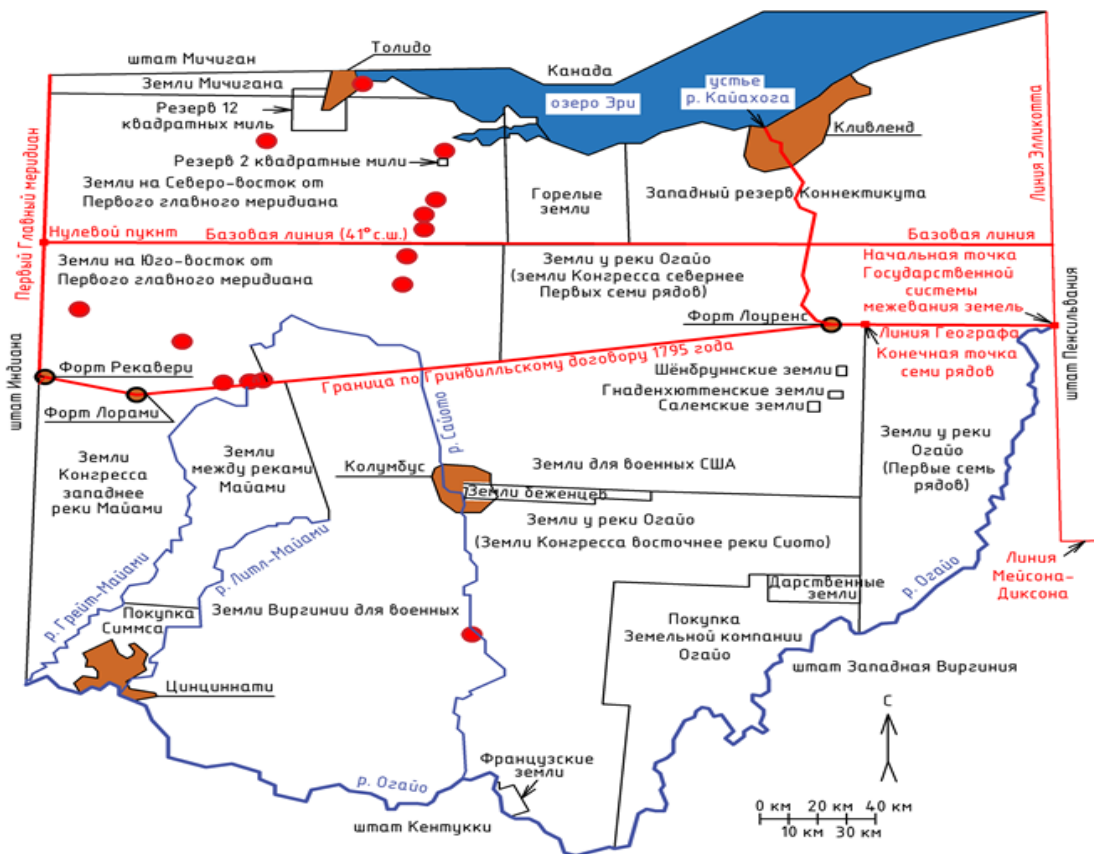 Толидо
штат Мичиган
Земли Мичигана
Канада
устье
р. Кайахога
озеро Эри
Резерв 12
квадратных миль
Кливленд
Резерв 2 квадратные мили
Земли на Северо-восток от
Первого главного меридиана
Горелые
земли
Западный резерв Коннектикута
Линия Элликотта
Первый Главный меридиан
Нулевой пукнт
Базовая линия (41° с.ш.)
Базовая линия
Земли на Юго-восток от
Первого главного меридиана
Земли у реки Огайо
(земли Конгресса севернее
Первых семи рядов)
Начальная точка
Государственной
системы
межевания земель
Форт Лоуренс
Линия Географа
Конечная точка
семи рядов
штат Пенсильвания
штат Индиана
Форт Рекавери
Граница по Гринвилльскому договору 1795 года
Форт Лорами
Шёнбруннские земли
Гнаденхюттенские земли
Салемские земли
р. Сайото
Земли
Конгресса
западнее
реки Майами
Земли
между реками
Майами
Колумбус
Земли для военных США
Земли у реки
Огайо
(Первые семь
рядов)
Земли беженцев
Земли у реки Огайо
(Земли Конгресса восточнее реки Сиото)
р. Грейт-Майами
р. Литл-Майами
р. Огайо
Линия
Мейсона-
Диксона
Дарственные
земли
Покупка
Симмса
Земли Виргинии для военных
Покупка
Земельной компании
Огайо
штат Западная Виргиния
Цинциннати
С
Французские
земли
р. Огайо
штат Кентукки
0 км 20 км 40 км
10 км 30 км